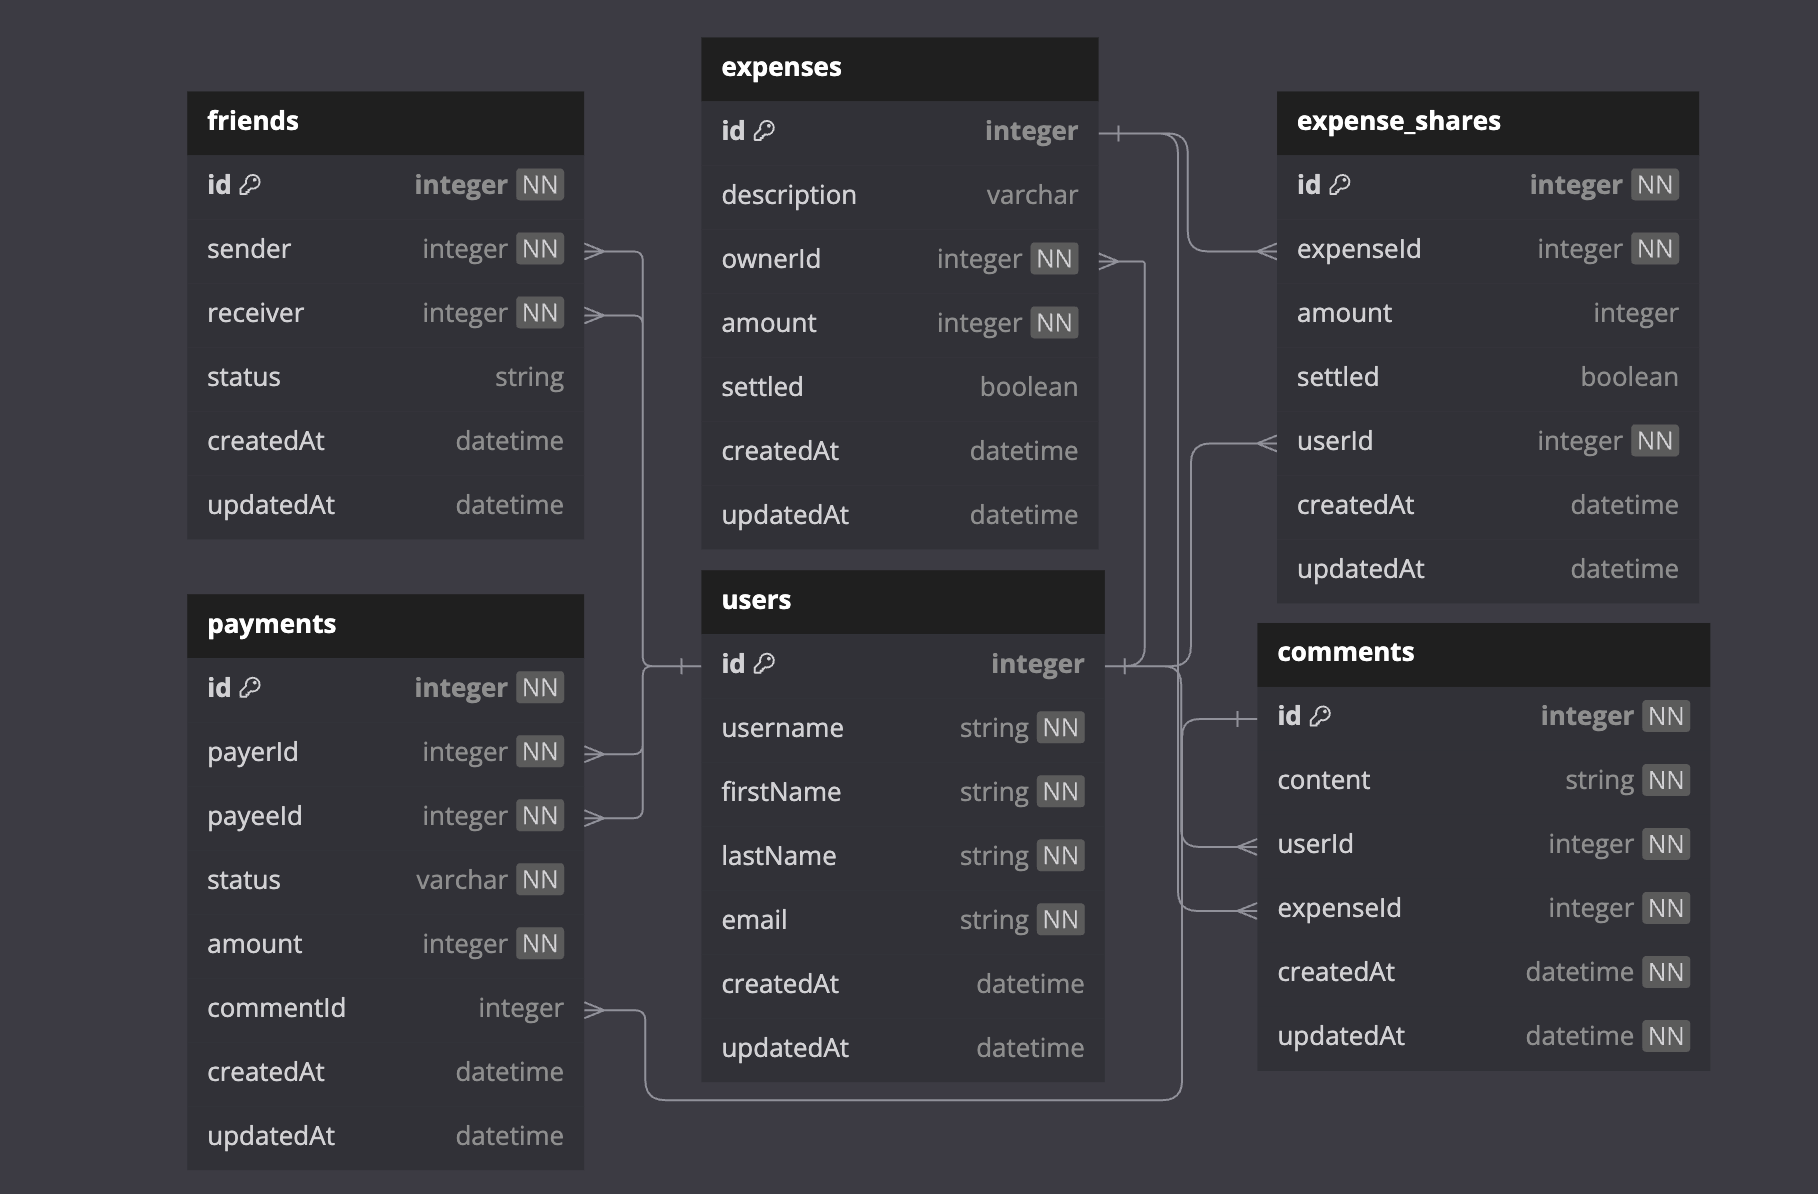 friends
id integer NN
sender integer NN
receiver integer NN
status string
createdAt datetime
updatedAt datetime
payments
id integer NN
payerId integer NN
payeeId integer NN
status varchar NN
amount integer NN
commentId integer
createdAt datetime
updatedAt datetime
expenses
id integer
description varchar
ownerId integer NN
amount integer NN
settled boolean
createdAt datetime
updatedAt datetime
users
id integer
username string NN
firstName string NN
lastName string NN
email string NN
createdAt datetime
updatedAt datetime
expense_shares
id integer NN
expenseId integer NN
amount integer
settled boolean
userId integer NN
createdAt datetime
updatedAt datetime
comments
id integer NN
content string NN
userId integer NN
expenseId integer NN
createdAt datetime NN
updatedAt datetime NN